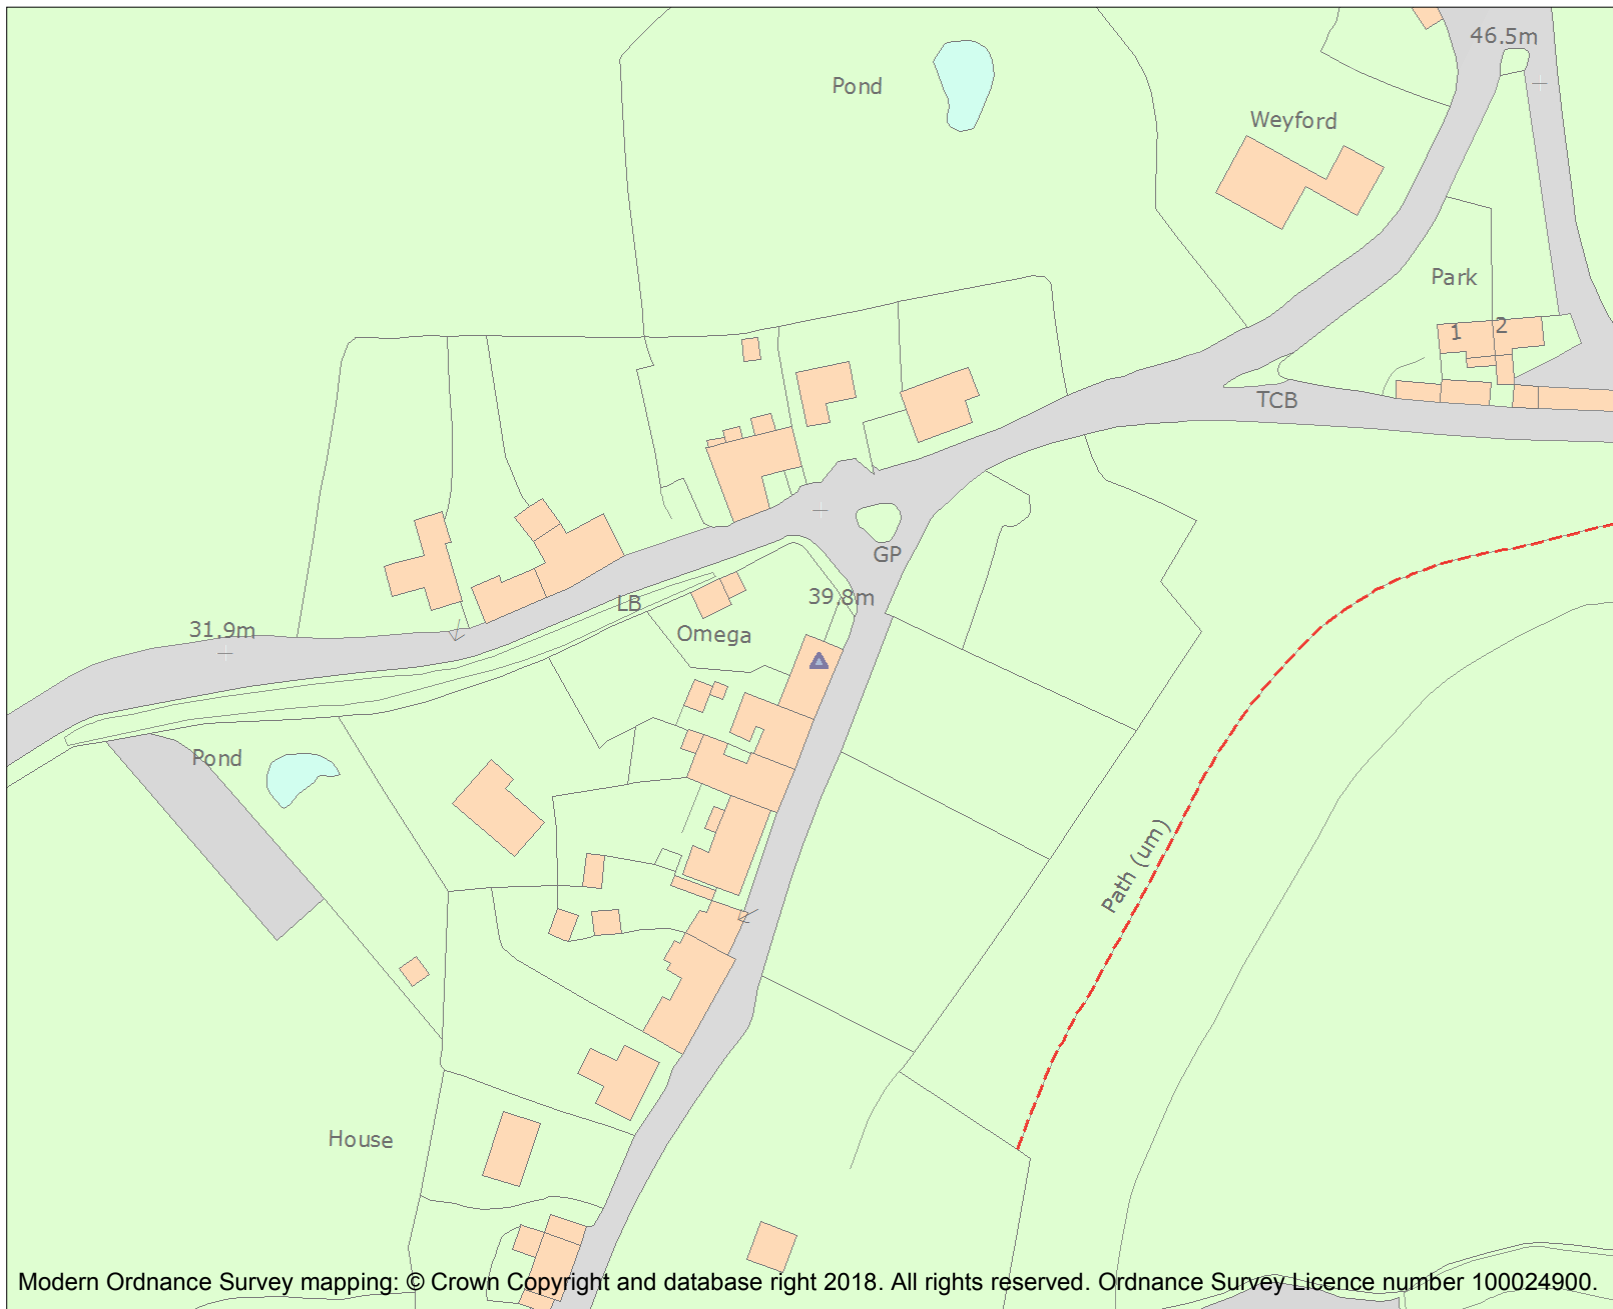 46.5m
Pond
Weyford
Park
1
2
TCB
GP
39.8m
LB
31.9m
Omega
Pond
Path (um)
House
Modern Ordnance Survey mapping: © Crown Copyright and database right 2018. All rights reserved. Ordnance Survey Licence number 100024900.